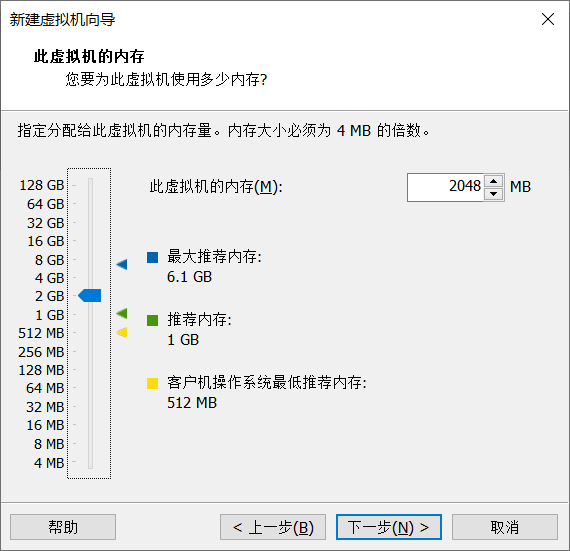 新建虚拟机向导
此虚拟机的内存
您要为此虚拟机使用多少内存?
指定分配给此虚拟机的内存量。内存大小必须为 4 MB 的倍数。
128 GB
64 GB
32 GB
16 GB
8 GB
4 GB
2 GB
1 GB
512 MB
256 MB
128 MB
64 MB
32 MB
16 MB
8 MB
4 MB
此虚拟机的内存(M): 2048 MB
最大推荐内存:
6.1 GB
推荐内存:
1 GB
客户机操作系统最低推荐内存:
512 MB
帮助 < 上一步(B) 下一步(N) > 取消